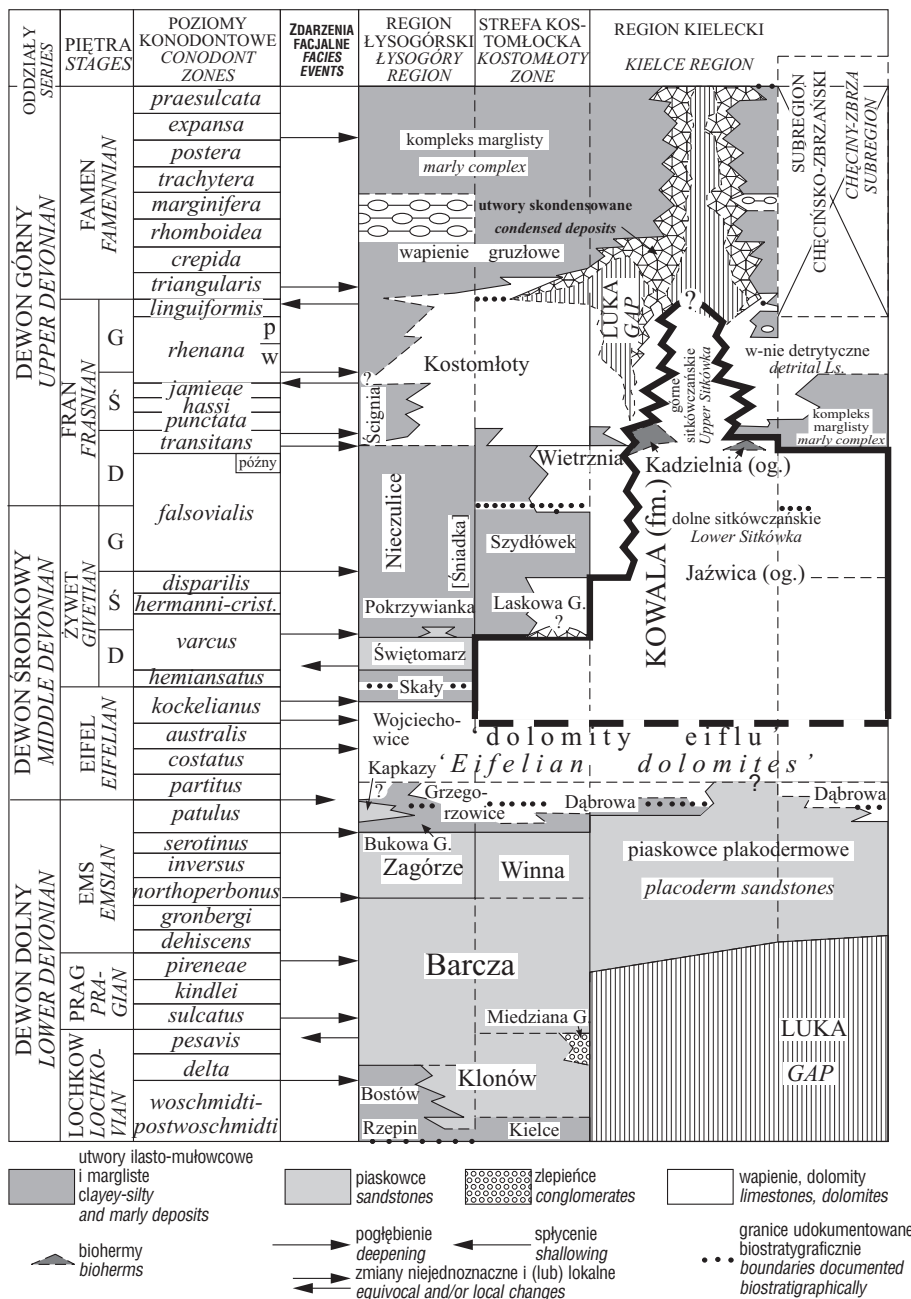 ODDZIAŁY
SERIES
PIĘTRA
STAGES
POZIOMY
KONODONTOWE
CONODONT
ZONES
ZDARZENIA
FACJALNE
FACIES
EVENTS
REGION
ŁYSOGÓRSKI
ŁYSOGÓRY
REGION
STREFA KOS-
TOMŁOCKA
KOSTOMŁOTY
ZONE
REGION KIELECKI
KIELCE REGION
SUBREGION
CHĘCIŃSKO-ZBRZAŃSKI
CHĘCINY-ZBRZA
SUBREGION
DEWON GÓRNY
UPPER DEVONIAN
DEWON ŚRODKOWY
MIDDLE DEVONIAN
DEWON DOLNY
LOWER DEVONIAN
FAMEN
FAMENNIAN
FRAN
FRASNIAN
G
Ś
D
ŻYWET
GIVETIAN
G
Ś
D
EIFEL
EIFELIAN
EMS
EMSIAN
PRAG
PRA-
GIAN
LOCHKOW
LOCHKO-
VIAN
praesulcata
expansa
postera
trachytera
marginifera
rhomboidea
crepida
triangularis
linguiformis
rhenana
p
w
jamieae
hassi
punctata
transitans
późny
falsovialis
disparilis
hermanni-crist.
varcus
hemiansatus
kockelianus
australis
costatus
partitus
patulus
serotinus
inversus
northoperbonus
gronbergi
dehiscens
pireneae
kindlei
sulcatus
pesavis
delta
woschmidti-
postwoschmidti
kompleks marglisty
marly complex
utwory skondensowane
condensed deposits
wapienie gruzłowe
LUKA
GAP
?
Kostomłoty
?
Ścignia
górne
sitkówczańskie
Upper Sitkówka
w-nie detrytyczne
detrital Ls.
kompleks
marglisty
marly complex
Wietrznia
Kadzielnia (og.)
Nieczulice
[Śniadka]
Szydłówek
KOWALA (fm.)
dolne sitkówczańskie
Lower Sitkówka
Jaźwica (og.)
Pokrzywianka
Laskowa G.
?
Świętomarz
Skały
Wojciecho-
wice
'dolomity eiflu'
'Eifelian dolomites'
?
Kapkazy
?
Grzego-
rzowice
Dąbrowa
Dąbrowa
Bukowa G.
Zagórze
Winna
piaskowce plakodermowe
placoderm sandstones
Barcza
Miedziana G.
Klonów
Bostów
Rzepin
Kielce
LUKA
GAP
utwory ilasto-mułowcowe
i margliste
clayey-silty
and marly deposits
piaskowce
sandstones
zlepieńce
conglomerates
wapienie, dolomity
limestones, dolomites
biohermy
bioherms
pogłębienie
deepening
spłycenie
shallowing
zmiany niejednoznaczne i (lub) lokalne
equivocal and/or local changes
granice udokumentowane
biostratygraficznie
boundaries documented
biostratigraphically